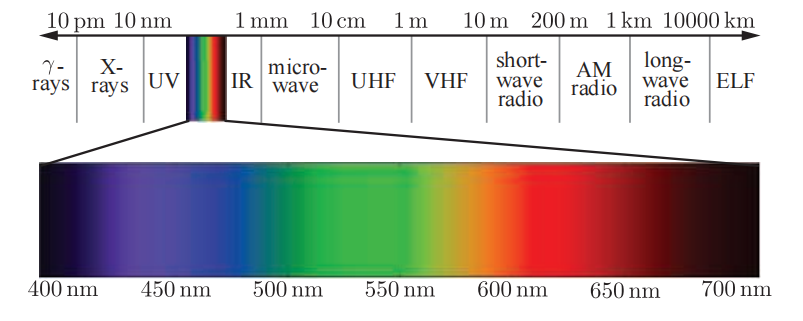 10 pm 10 nm 1 mm 10 cm 1 m 10 m 200 m 1 km 10000 km
γ-
rays
X-
rays
UV
IR
micro-
wave
UHF
VHF
short-
wave
radio
AM
radio
long-
wave
radio
ELF
400 nm 450 nm 500 nm 550 nm 600 nm 650 nm 700 nm